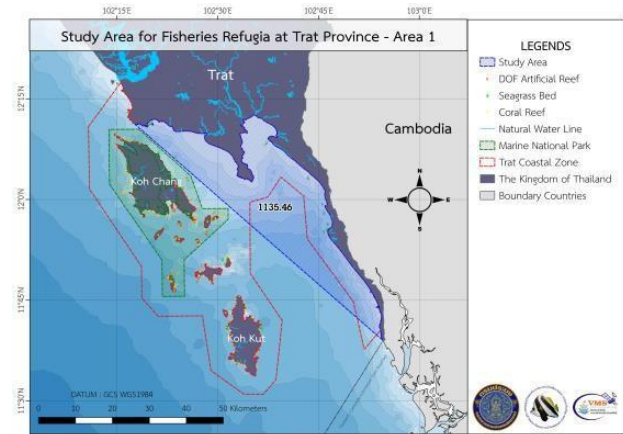 102°15'E 102°30'E 102°45'E 103°0'E
Study Area for Fisheries Refugia at Trat Province - Area 1
Trat
Cambodia
Koh Chang
1135.46
Koh Kut
12°15'N
12°0'N
11°45'N
11°30'N
N
W E
S
DATUM : GCS WGS1984
0 10 20 30 40 50 Kilometers
LEGENDS
Study Area
DOF Artificial Reef
Seagrass Bed
Coral Reef
Natural Water Line
Marine National Park
Trat Coastal Zone
The Kingdom of Thailand
Boundary Countries
VMS